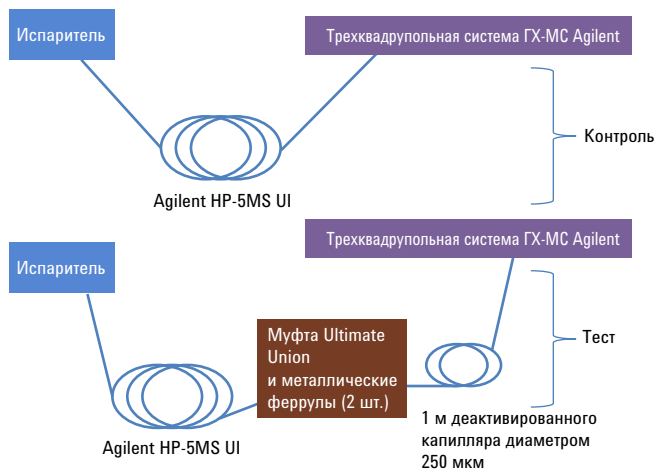 Испаритель
Трехквадрупольная система ГХ-МС Agilent
Контроль
Agilent HP-5MS UI
Трехквадрупольная система ГХ-МС Agilent
Испаритель
Муфта Ultimate
Union
и металлические
феррулы (2 шт.)
Тест
1 м деактивированного
капилляра диаметром
250 мкм
Agilent HP-5MS UI